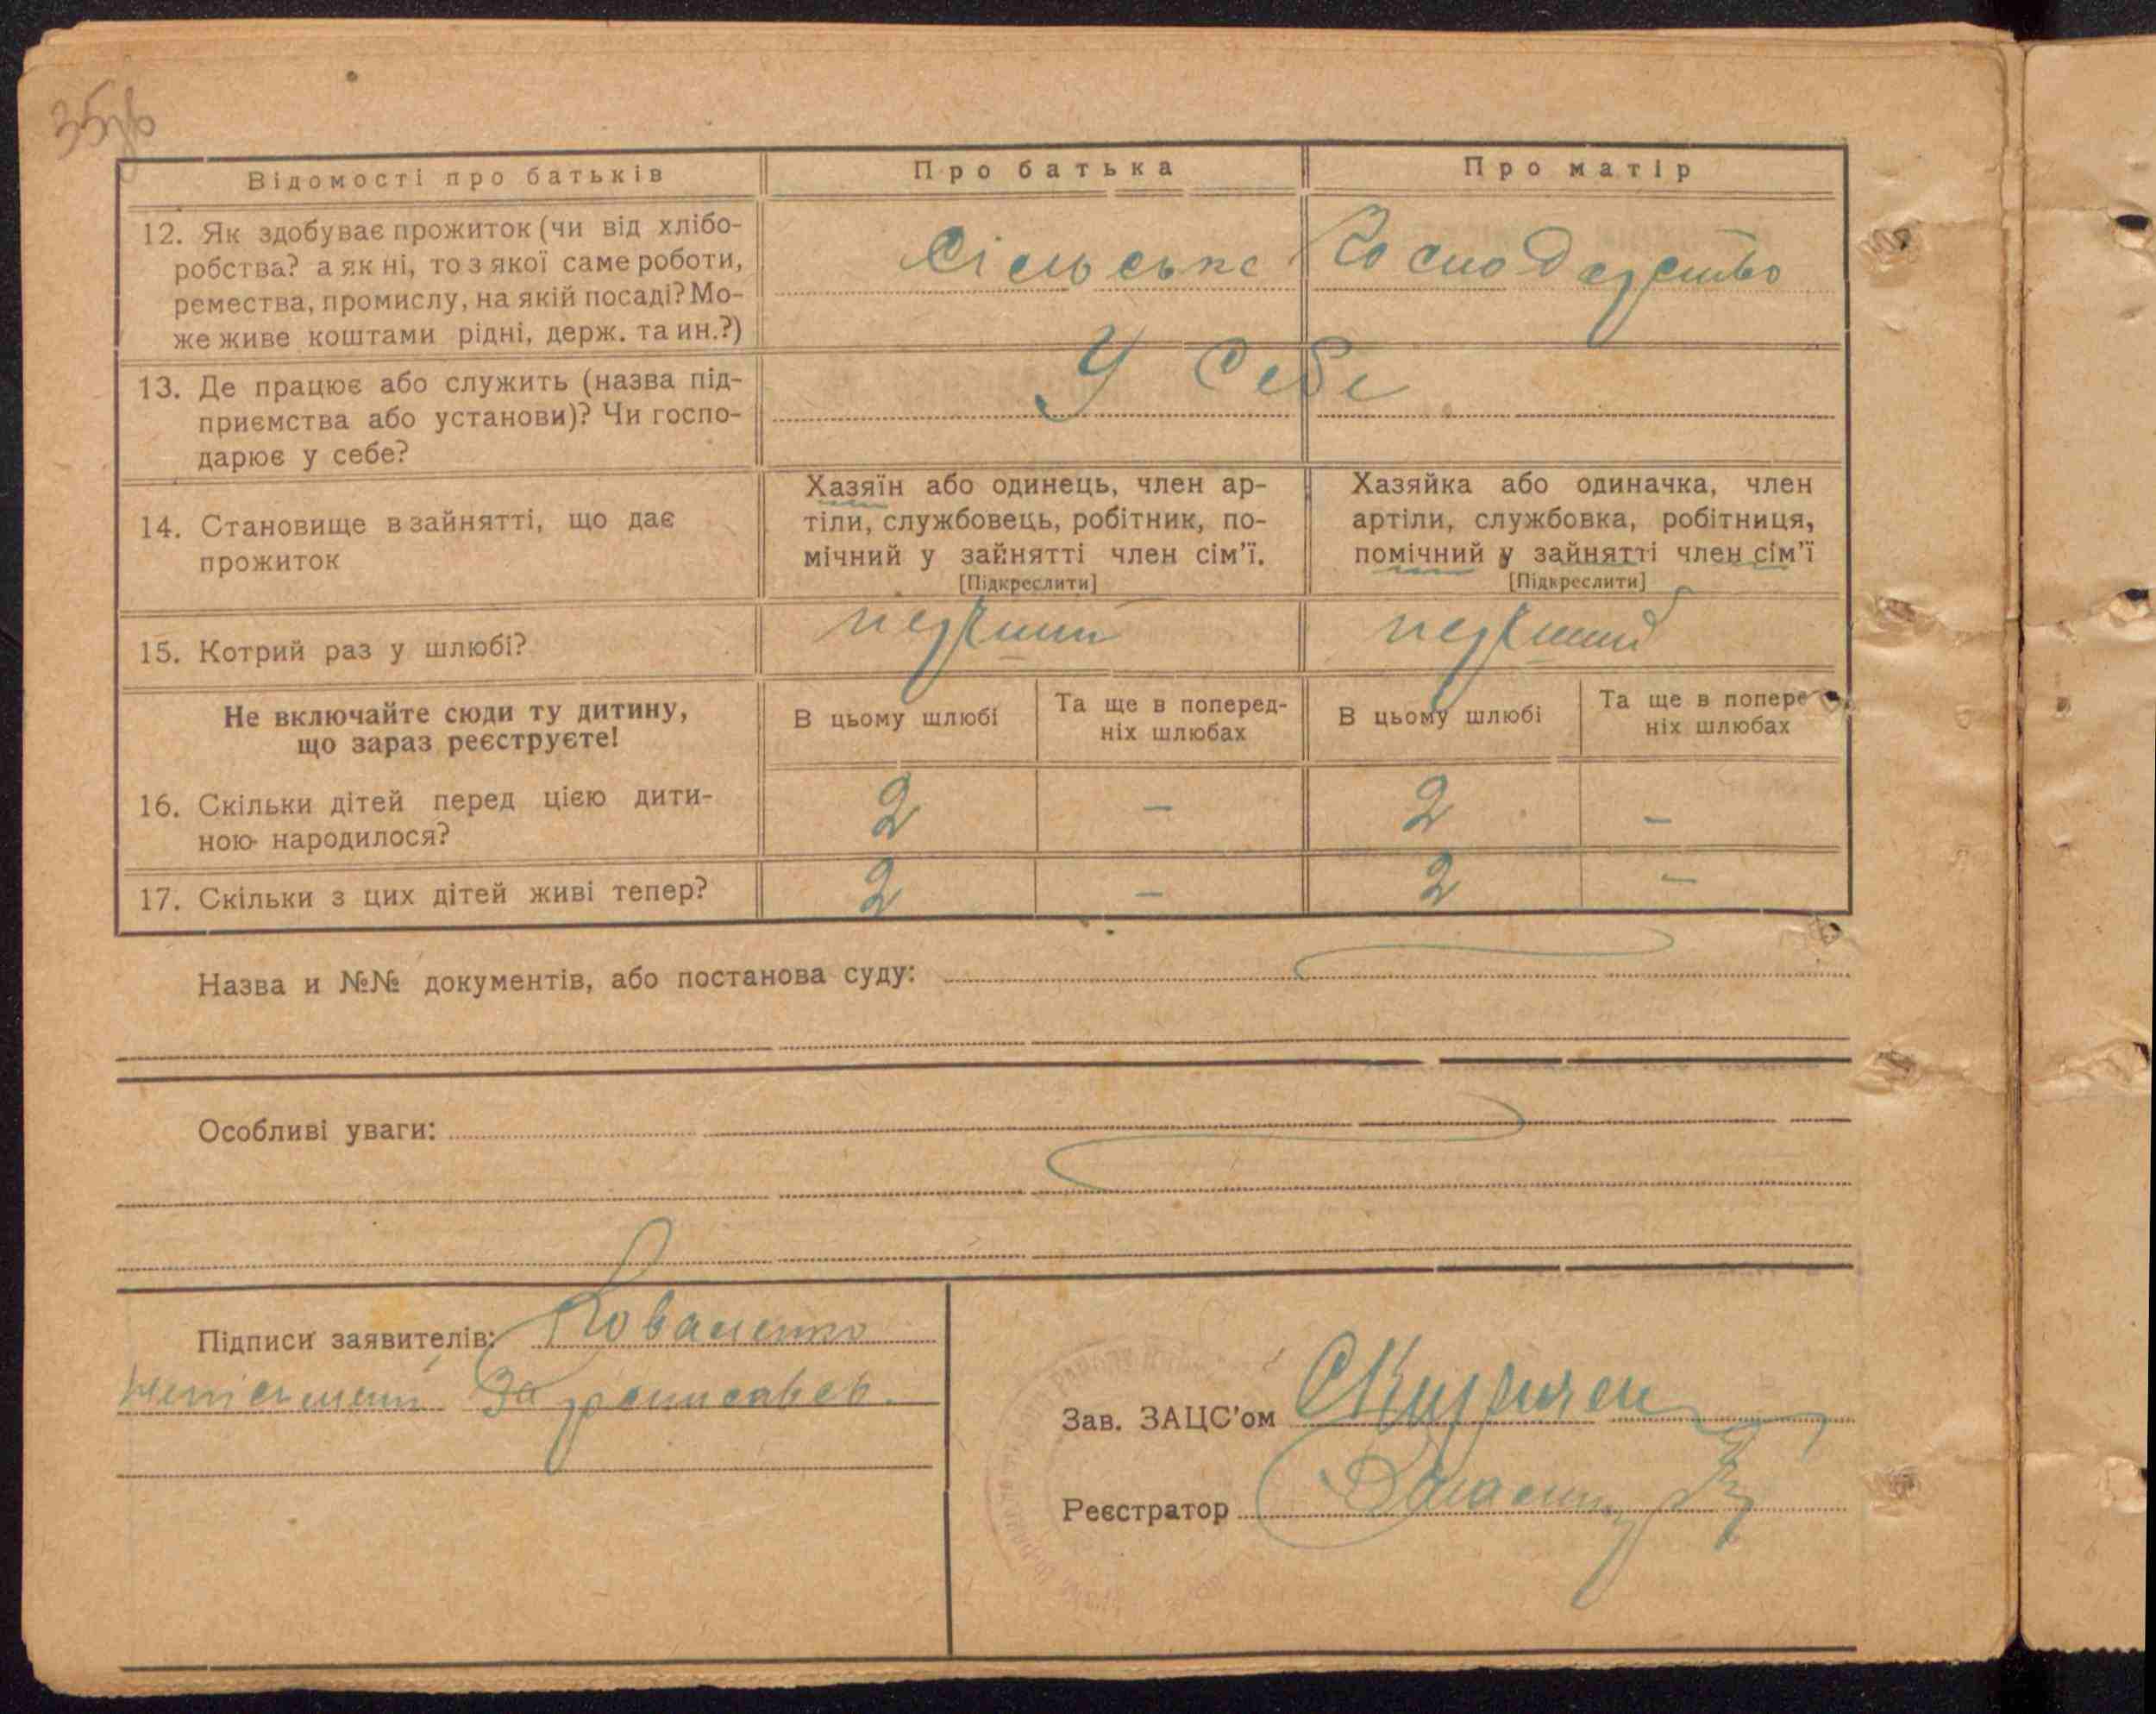 Відомості про батьків
Про батька
Про матір
12. Як здобуває прожиток (чи від хлібо-
робства? а як ні, то з якої саме роботи,
ремества, промислу, на якій посаді? Мо-
же живе коштами рідні, держ. та ин.?)
Сільське Господарство
13. Де працює або служить (назва під-
приємства або установи)? Чи госпо-
дарює у себе?
У себе
14. Становище в зайнятті, що дає
прожиток
Хазяїн або одинець, член ар-
тіли, службовець, робітник, по-
мічний у зайнятті член сім'ї.
[Підкреслити]
Хазяйка або одиначка, член
артіли, службовка, робітниця,
помічний у зайнятті член сім'ї
[Підкреслити]
15. Котрий раз у шлюбі?
перший
перший
Не включайте сюди ту дитину,
що зараз реєструєте!
В цьому шлюбі
Та ще в поперед-
ніх шлюбах
В цьому шлюбі
Та ще в попере
ніх шлюбах
16. Скільки дітей перед цією дити-
ною народилося?
2 - 2 -
17. Скільки з цих дітей живі тепер?
2 - 2 -
Назва и №№ документів, або постанова суду:
Особливі уваги:
Підписи заявителів: Коваленко
За
Зав. ЗАЦС'ом
Реєстратор